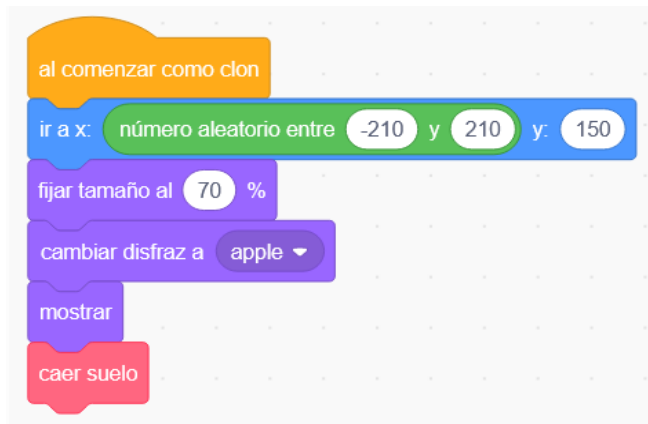 al comenzar como clon
ir a x: número aleatorio entre -210 y 210 y: 150
fijar tamaño al 70 %
cambiar disfraz a apple
mostrar
caer suelo